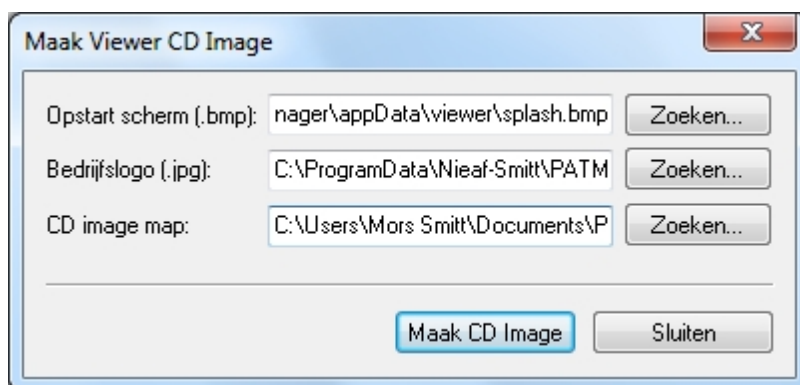 Maak Viewer CD Image
Opstart scherm (.bmp): nager\appData\viewer\splash.bmp Zoeken...
Bedrijfslogo (.jpg): C:\ProgramData\Nieaf-Smitt\PATM Zoeken...
CD image map: C:\Users\Mors Smitt\Documents\P Zoeken...
Maak CD Image Sluiten